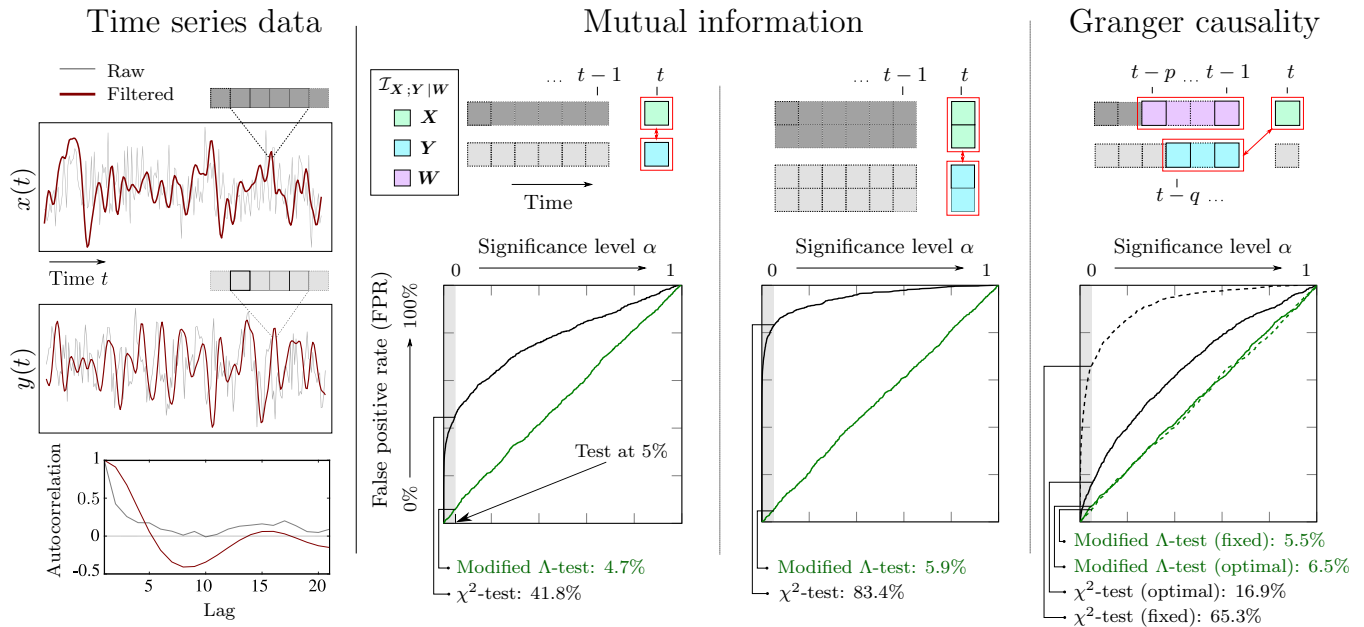 Time series data
Raw
Filtered
x(t)
Time t
y(t)
Autocorrelation
1
0.5
0
-0.5
5
10
15
20
Lag
Mutual information
𝓘_{X;Y|W}
X
Y
W
... t − 1 t
Time
Significance level α
0 1
False positive rate (FPR)
0% 100%
Test at 5%
Modified Λ-test: 4.7%
χ²-test: 41.8%
... t − 1 t
Significance level α
0 1
Modified Λ-test: 5.9%
χ²-test: 83.4%
Granger causality
t − p ... t − 1 t
t − q ...
Significance level α
0 1
Modified Λ-test (fixed): 5.5%
Modified Λ-test (optimal): 6.5%
χ²-test (optimal): 16.9%
χ²-test (fixed): 65.3%